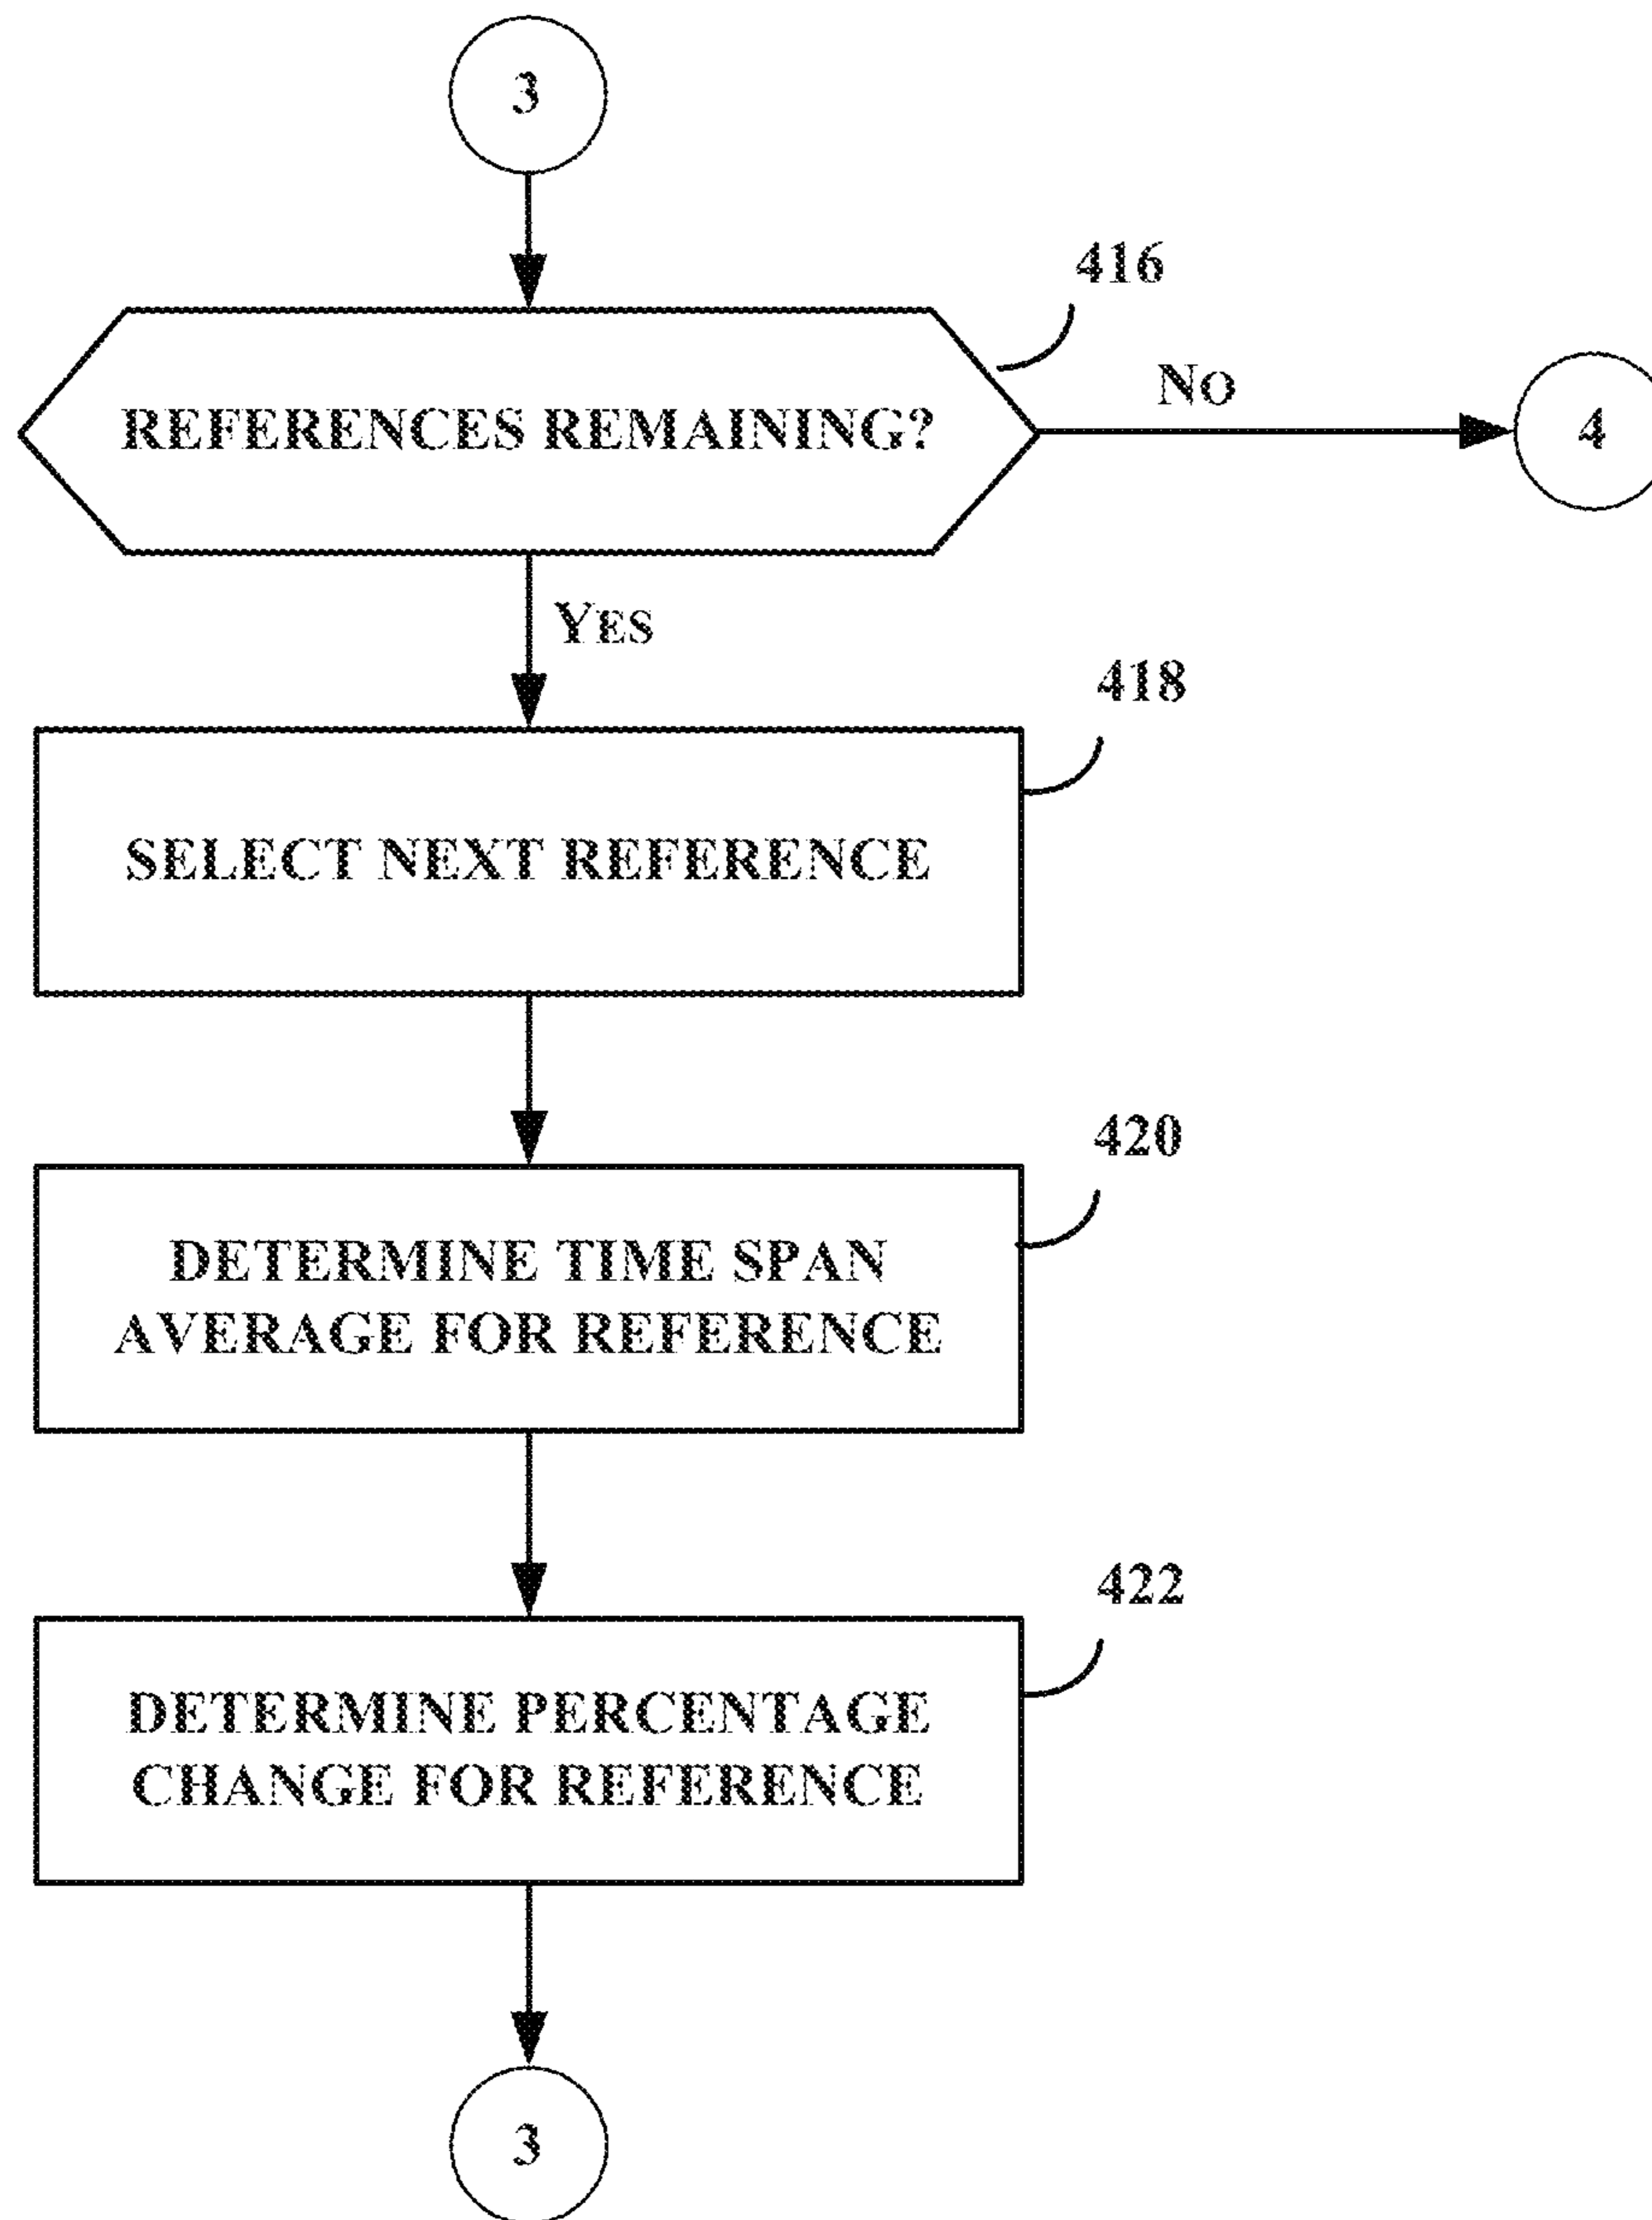 3
416
REFERENCES REMAINING?
NO
4
YES
418
SELECT NEXT REFERENCE
420
DETERMINE TIME SPAN
AVERAGE FOR REFERENCE
422
DETERMINE PERCENTAGE
CHANGE FOR REFERENCE
3